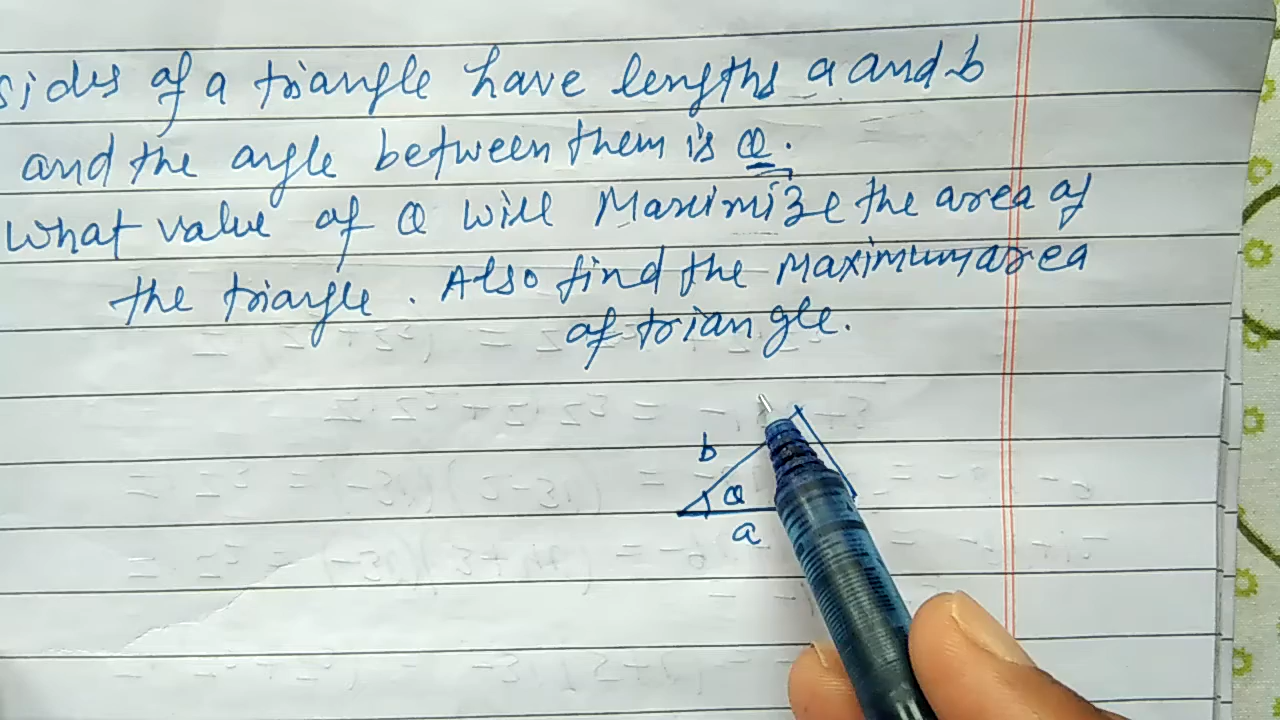 sides of a triangle have lengths a and b
and the angle between them is θ.
What value of θ will Maximize the area of
the triangle. Also find the Maximum area
of triangle.
b
θ
a